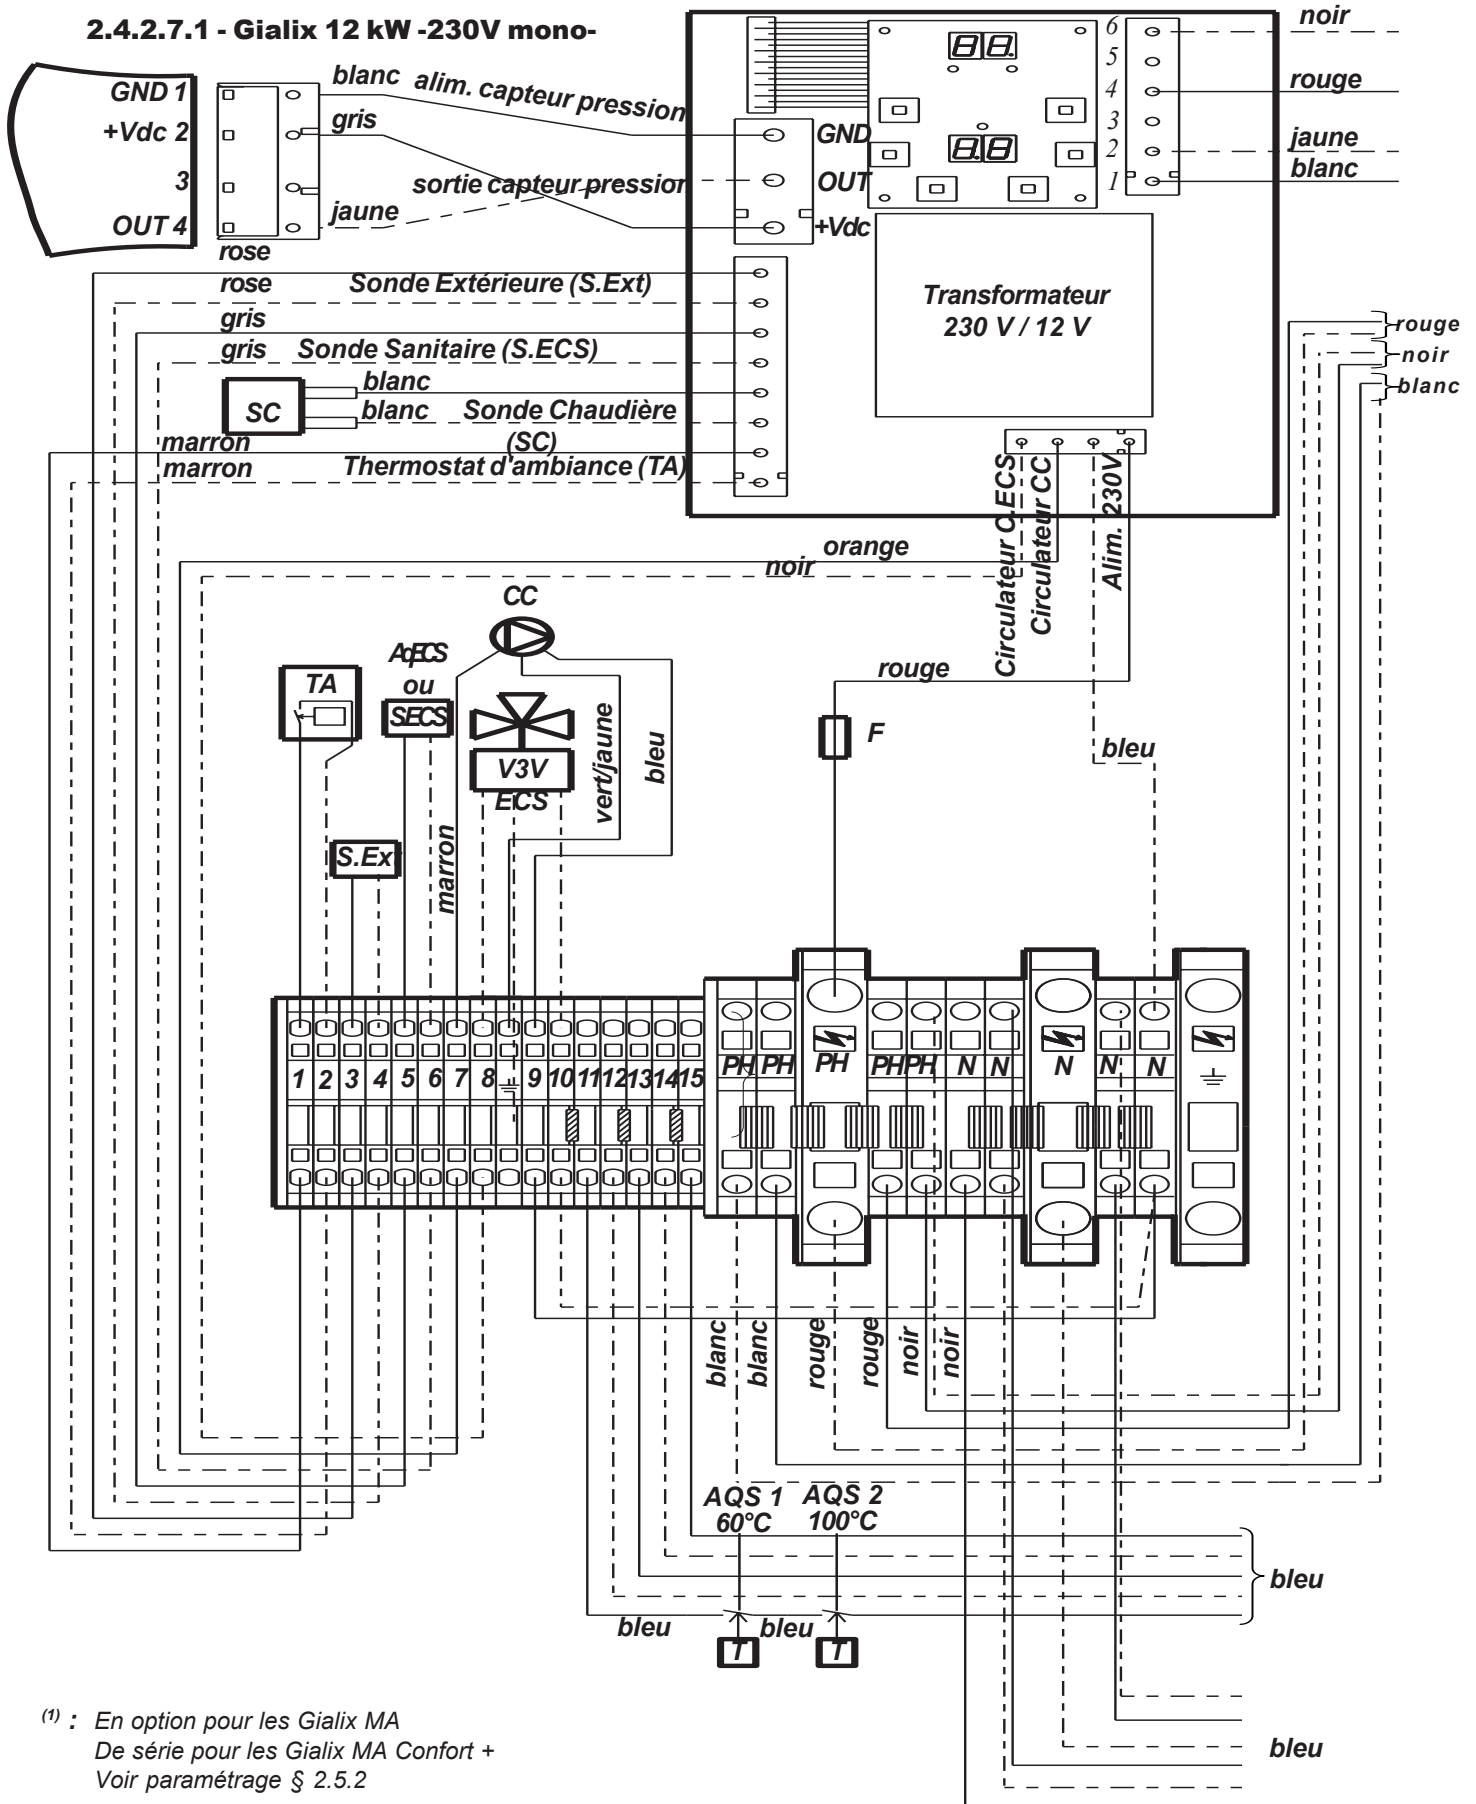 2.4.2.7.1 - Gialix 12 kW -230V mono-
GND 1
+Vdc 2
3
OUT 4
blanc
alim. capteur pression
gris
sortie capteur pression
jaune
GND
OUT
+Vdc
6
5
4
3
2
1
noir
rouge
jaune
blanc
rose
rose
Sonde Extérieure (S.Ext)
gris
gris
Sonde Sanitaire (S.ECS)
SC
blanc
blanc
Sonde Chaudière
(SC)
marron
marron
Thermostat d'ambiance (TA)
Transformateur
230 V / 12 V
rouge
noir
blanc
Circulateur C.ECS
Circulateur CC
Alim. 230V
orange
noir
CC
AqECS
ou
SECS
TA
V3V
ECS
S.Ex
marron
vert/jaune
bleu
rouge
F
bleu
1 2 3 4 5 6 7 8 9 10 11 12 13 14 15
PH PH PH PH PH N N N N N
blanc
blanc
rouge
rouge
noir
noir
AQS 1
60°C
AQS 2
100°C
bleu
bleu
T
T
bleu
bleu
(1) : En option pour les Gialix MA
De série pour les Gialix MA Confort +
Voir paramétrage § 2.5.2